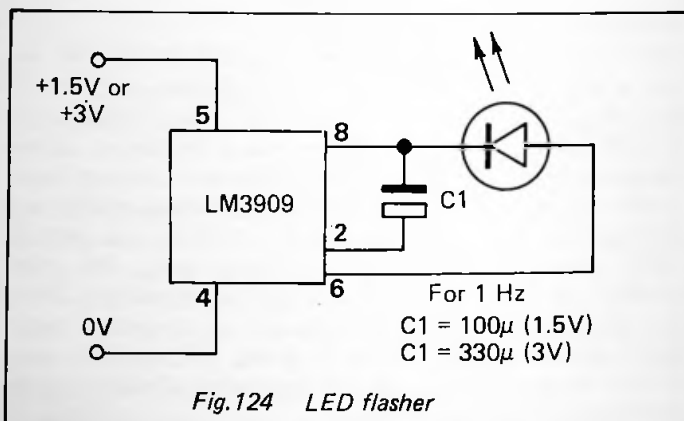 +1.5V or
+3V
5
8
LM3909
C1
2
6
4
0V
For 1 Hz
C1 = 100µ (1.5V)
C1 = 330µ (3V)
Fig.124 LED flasher